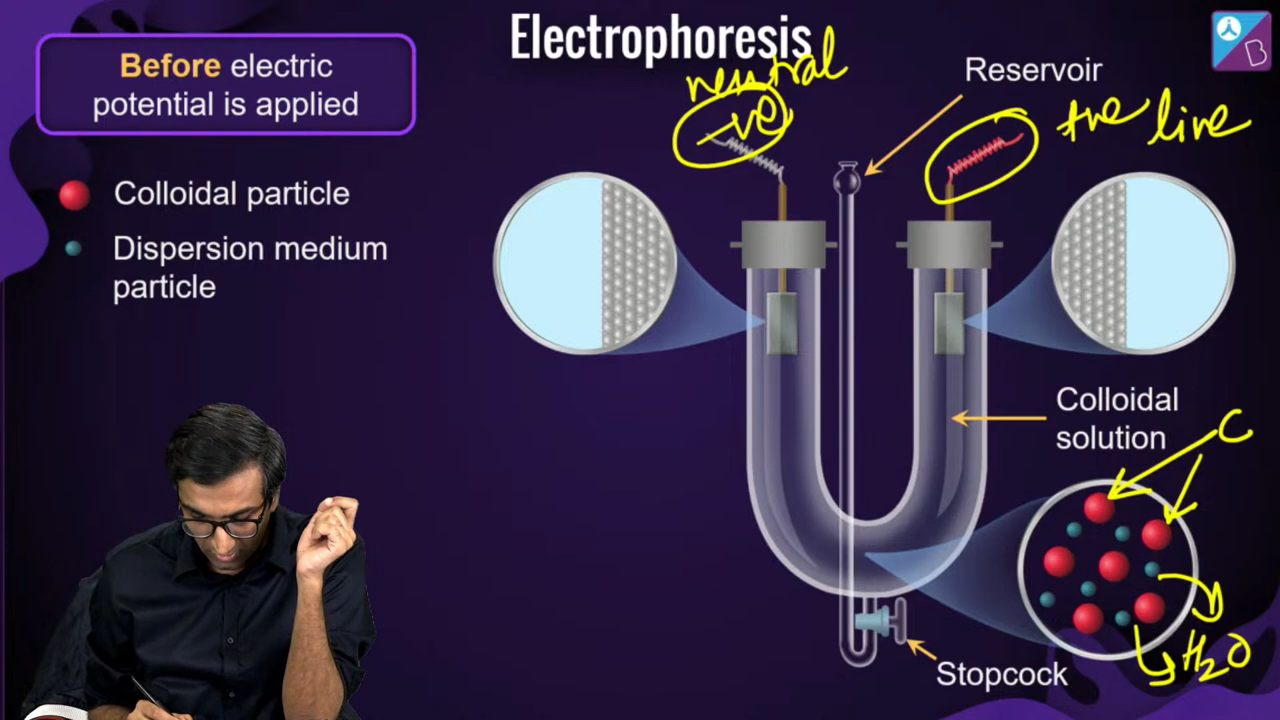 Electrophoresis
Before electric
potential is applied
Colloidal particle
Dispersion medium
particle
neutral
-ve
Reservoir
+ve live
Colloidal
solution
C
H2O
Stopcock
B